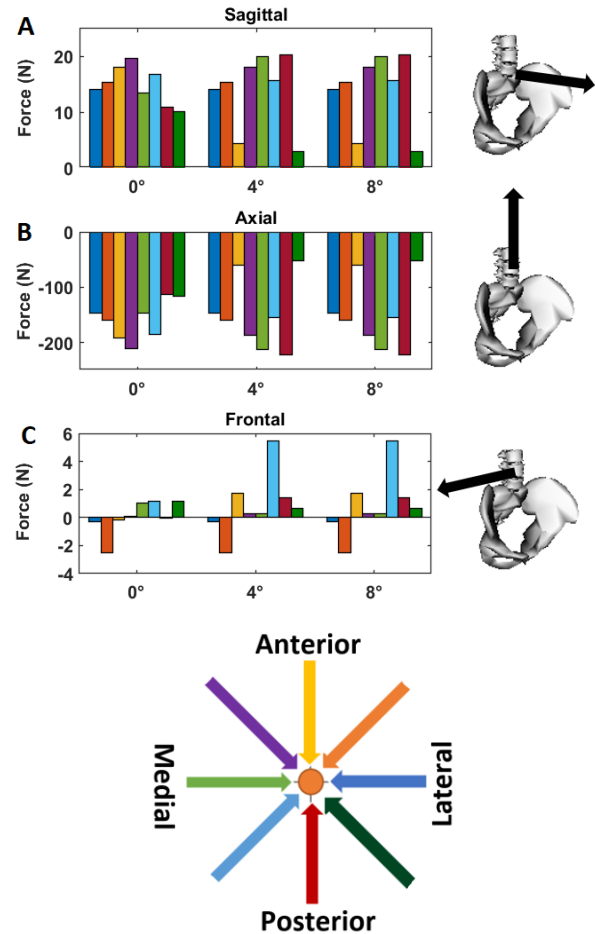 A
Sagittal
Force (N)
20
10
0
0° 4° 8°
B
Axial
Force (N)
0
-100
-200
0° 4° 8°
C
Frontal
Force (N)
6
4
2
0
-2
-4
0° 4° 8°
Anterior
Medial
Lateral
Posterior